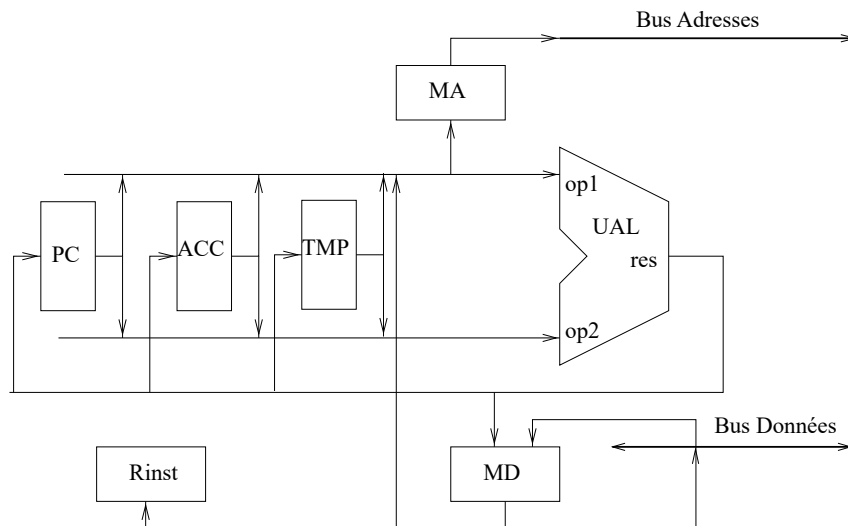 Bus Adresses
MA
op1
PC
ACC
TMP
UAL
res
op2
Bus Données
Rinst
MD